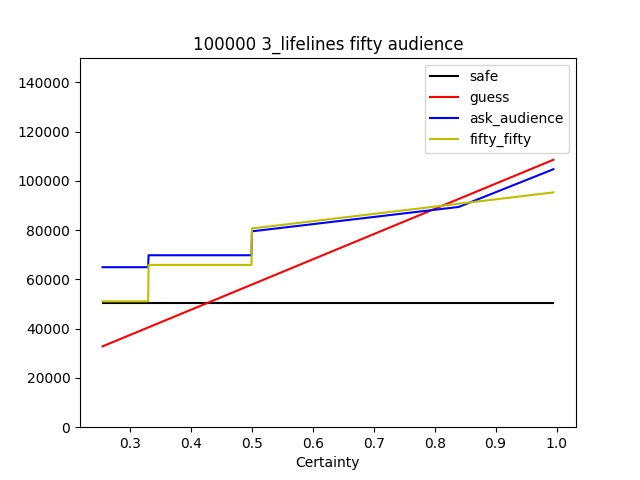 100000 3_lifelines fifty audience
safe
guess
ask_audience
fifty_fifty
140000
120000
100000
80000
60000
40000
20000
0
0.3 0.4 0.5 0.6 0.7 0.8 0.9 1.0
Certainty